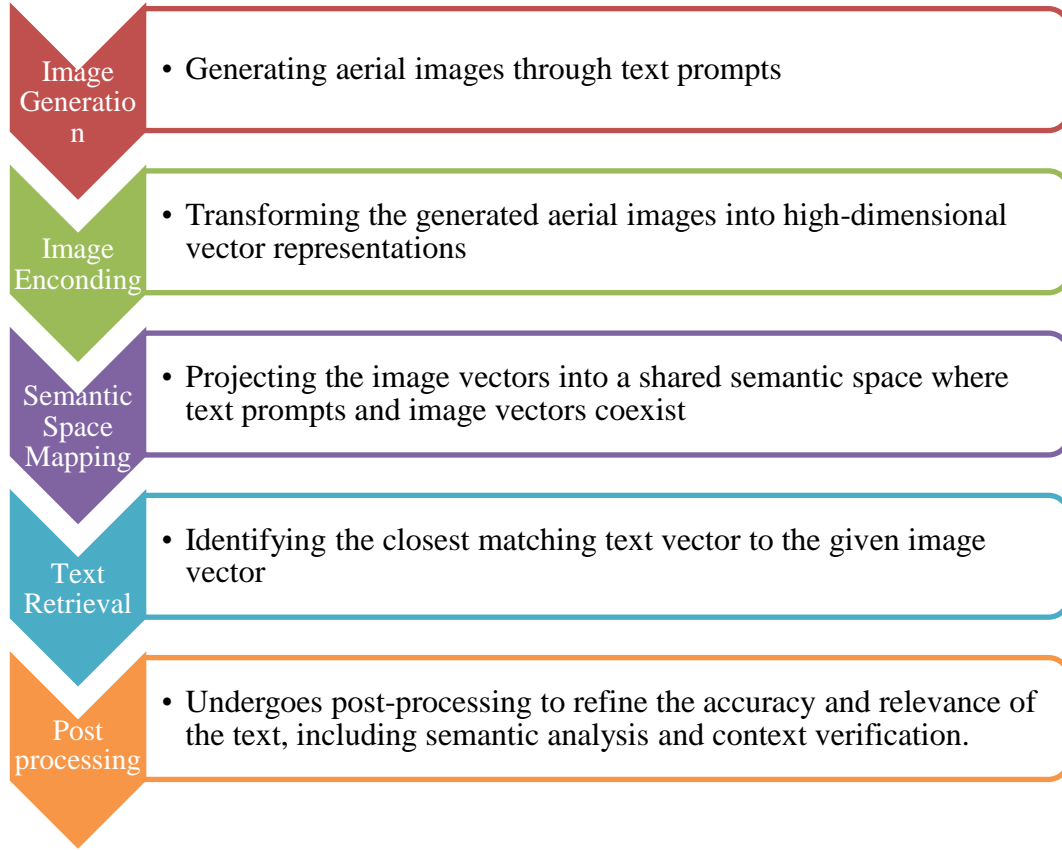 Image
Generatio
n
• Generating aerial images through text prompts
Image
Enconding
• Transforming the generated aerial images into high-dimensional
vector representations
Semantic
Space
Mapping
• Projecting the image vectors into a shared semantic space where
text prompts and image vectors coexist
Text
Retrieval
• Identifying the closest matching text vector to the given image
vector
Post
processing
• Undergoes post-processing to refine the accuracy and relevance of
the text, including semantic analysis and context verification.